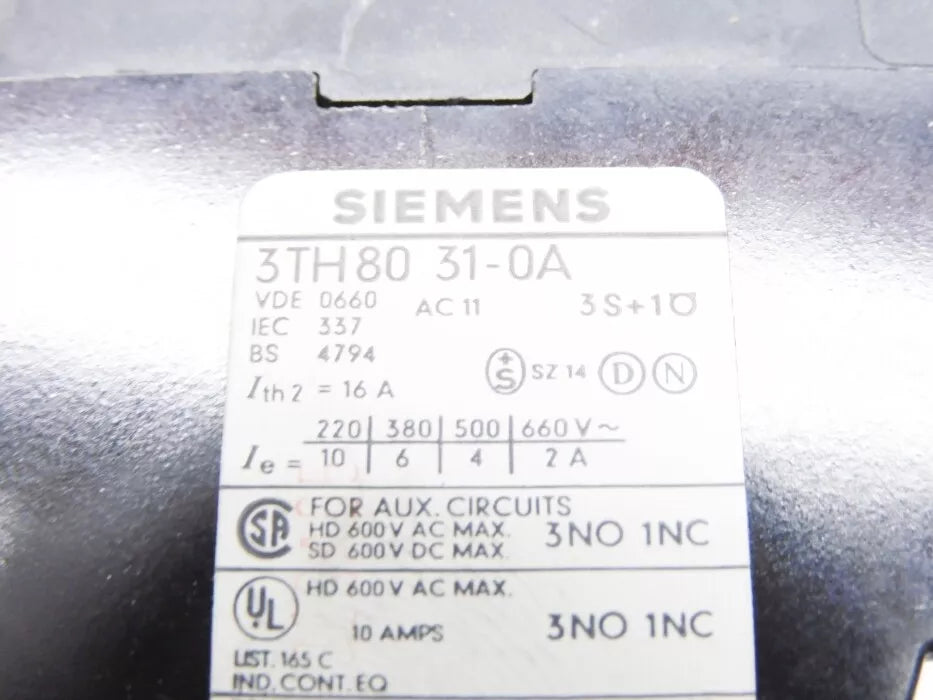 SIEMENS
3TH80 31-0A
VDE 0660 AC 11 3S+1Ö
IEC 337
BS 4794
+S SZ 14 D N
Ith2 = 16 A
220 380 500 660 V~
Ie = 10 6 4 2 A
SA FOR AUX. CIRCUITS
HD 600 V AC MAX. 3NO 1NC
SD 600 V DC MAX.
UL HD 600 V AC MAX.
10 AMPS 3NO 1NC
LIST. 165 C
IND. CONT. EQ